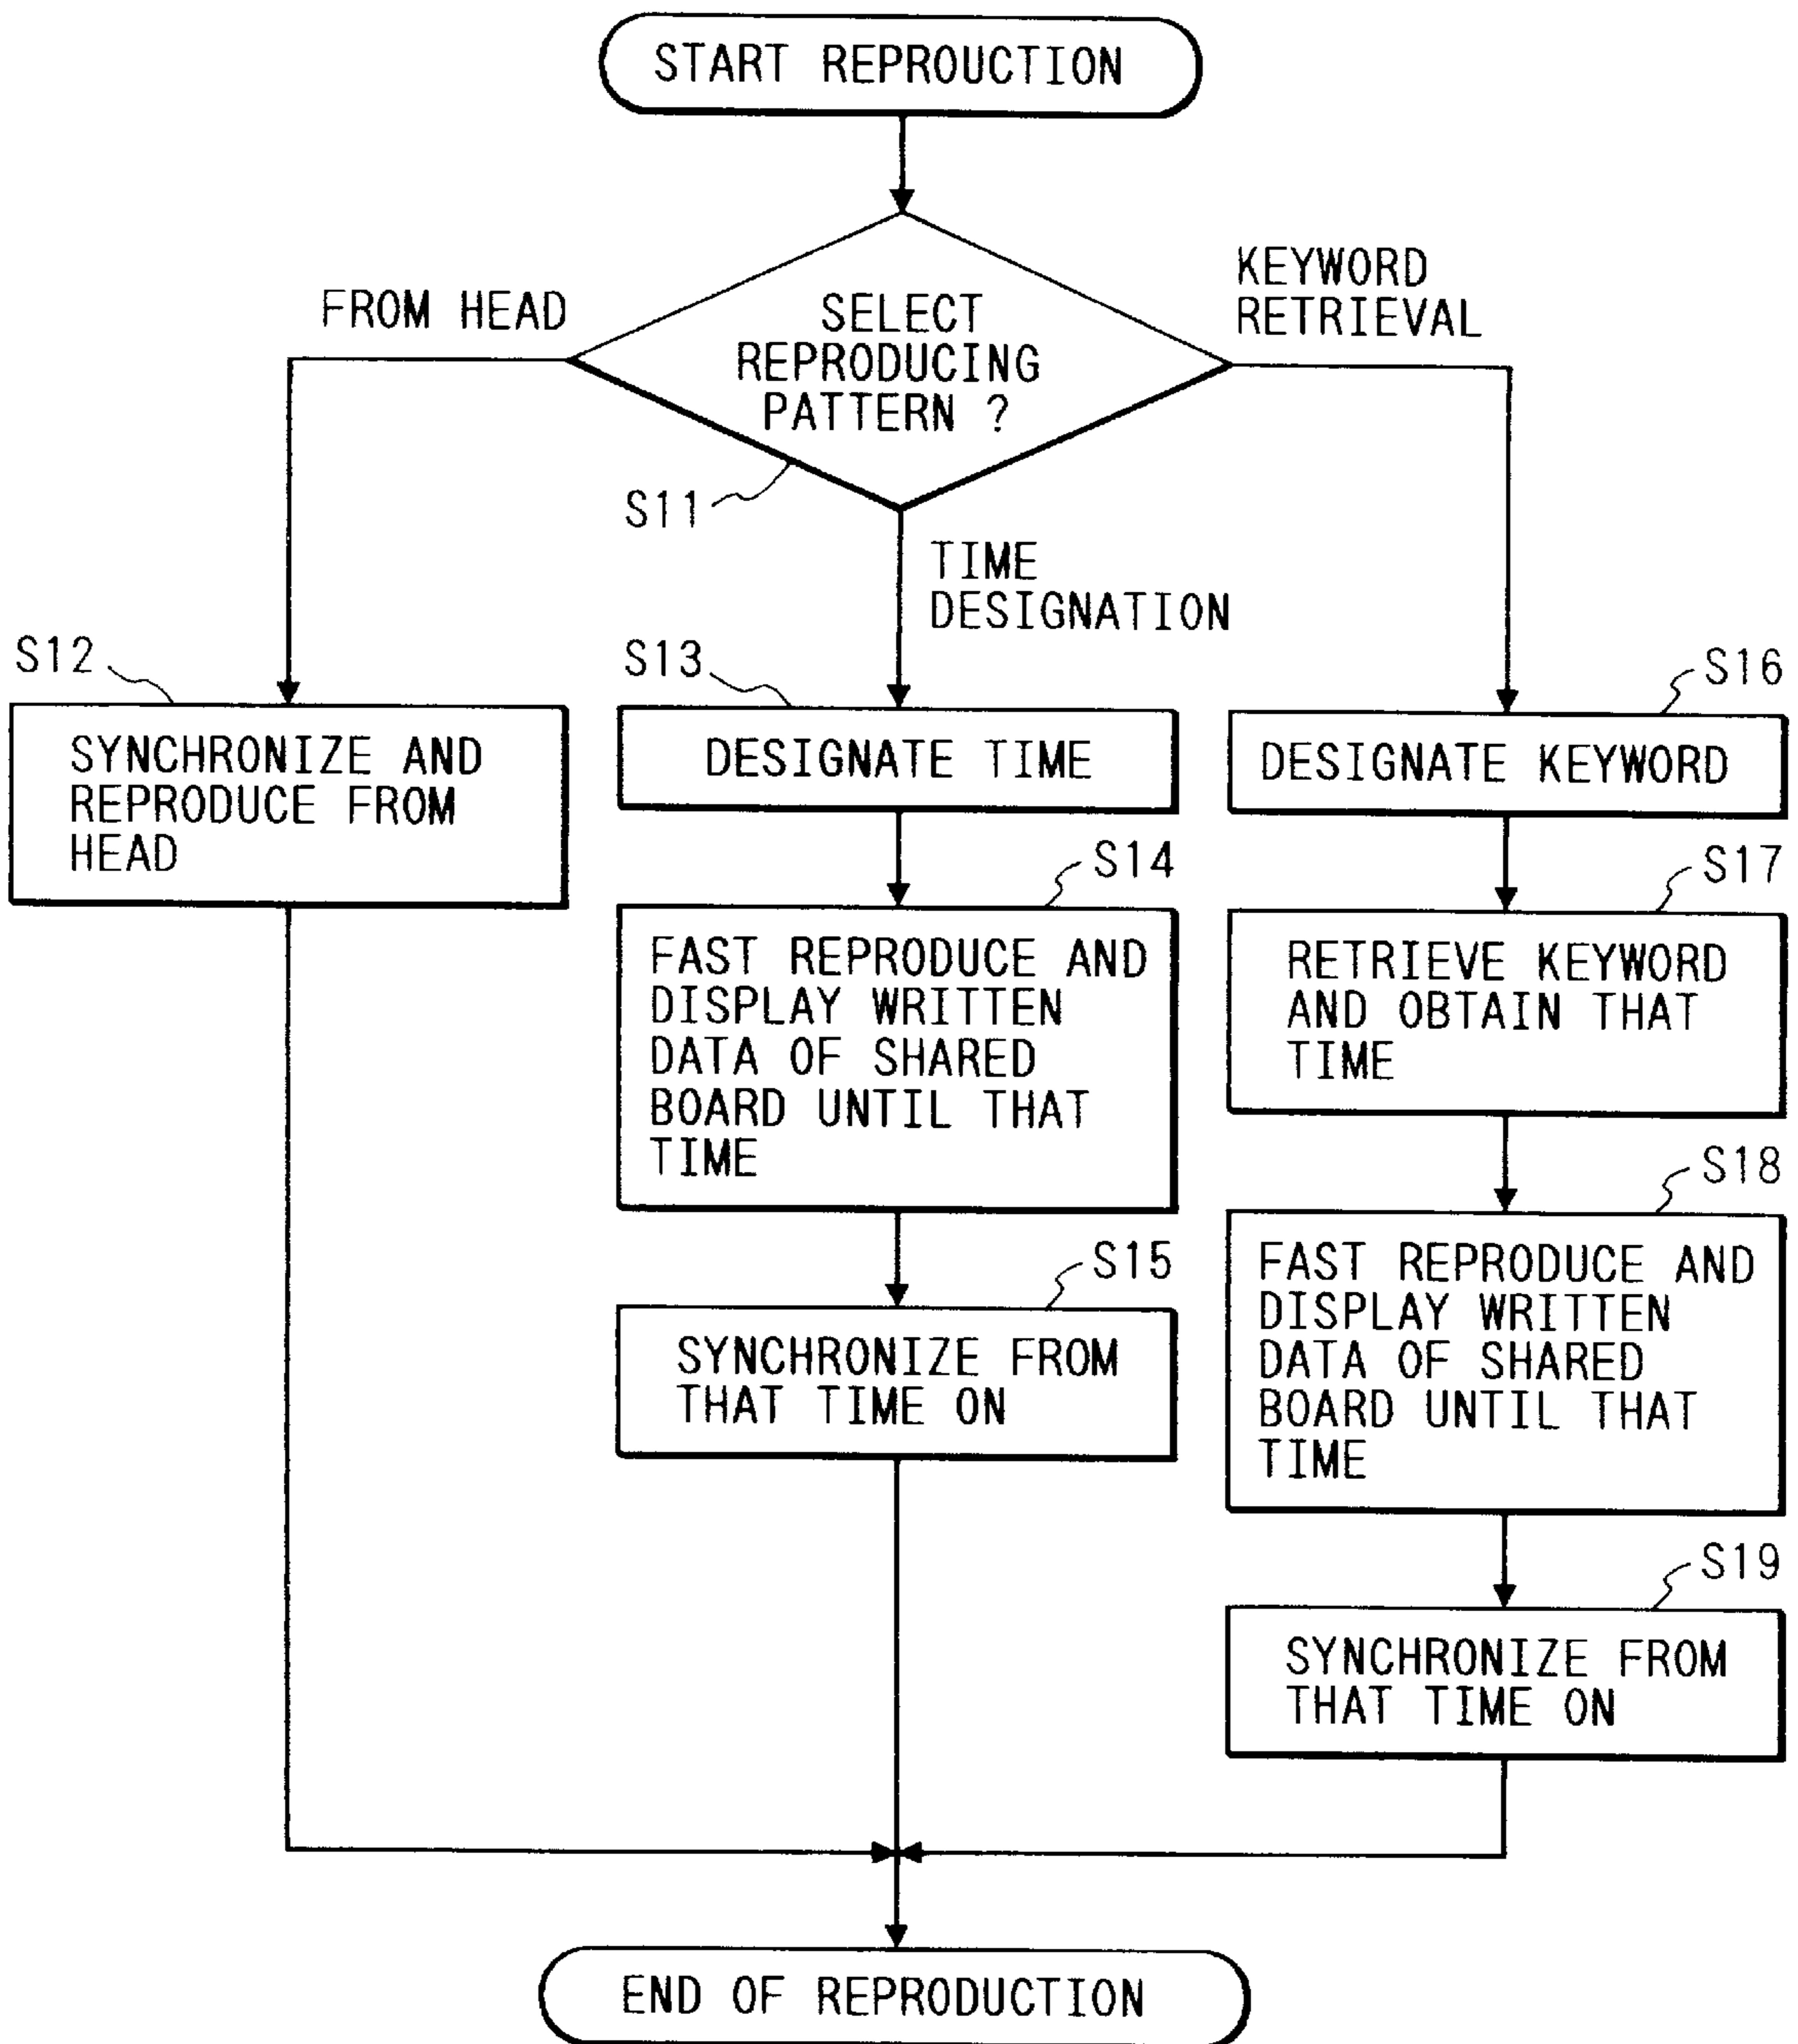 START REPROUCTION
FROM HEAD
SELECT
REPRODUCING
PATTERN ?
KEYWORD
RETRIEVAL
S11
TIME
DESIGNATION
S12
SYNCHRONIZE AND
REPRODUCE FROM
HEAD
S13
DESIGNATE TIME
S14
FAST REPRODUCE AND
DISPLAY WRITTEN
DATA OF SHARED
BOARD UNTIL THAT
TIME
S15
SYNCHRONIZE FROM
THAT TIME ON
S16
DESIGNATE KEYWORD
S17
RETRIEVE KEYWORD
AND OBTAIN THAT
TIME
S18
FAST REPRODUCE AND
DISPLAY WRITTEN
DATA OF SHARED
BOARD UNTIL THAT
TIME
S19
SYNCHRONIZE FROM
THAT TIME ON
END OF REPRODUCTION